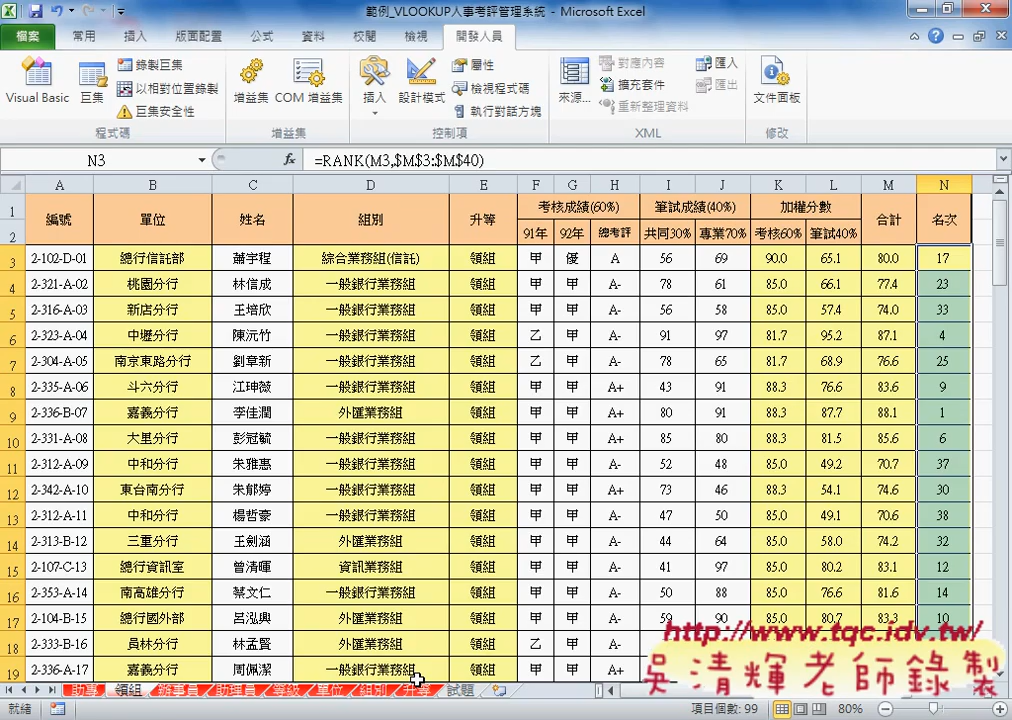 範例_VLOOKUP人事考評管理系統 - Microsoft Excel
檔案 常用 插入 版面配置 公式 資料 校閱 檢視 開發人員
Visual Basic 巨集 錄製巨集 以相對位置錄製 巨集安全性 增益集 COM 增益集 插入 設計模式 屬性 檢視程式碼 執行對話方塊 來源... 對應內容 擴充套件 重新整理資料 匯入 匯出 文件面板
程式碼 增益集 控制項 XML 修改
N3 fx =RANK(M3,$M$3:$M$40)
A B C D E F G H I J K L M N
1 編號 單位 姓名 組別 升等 考核成績(60%) 筆試成績(40%) 加權分數 合計 名次
2 91年 92年 總考評 共同30% 專業70% 考核60% 筆試40%
3 2-102-D-01 總行信託部 蕭宇程 綜合業務組(信託) 領組 甲 優 A 56 69 90.0 65.1 80.0 17
4 2-321-A-02 桃園分行 林信成 一般銀行業務組 領組 甲 甲 A- 78 61 85.0 66.1 77.4 23
5 2-316-A-03 新店分行 王培欣 一般銀行業務組 領組 甲 甲 A- 56 58 85.0 57.4 74.0 33
6 2-323-A-04 中壢分行 陳沅竹 一般銀行業務組 領組 乙 甲 A- 91 97 81.7 95.2 87.1 4
7 2-304-A-05 南京東路分行 劉章新 一般銀行業務組 領組 乙 甲 A- 78 65 81.7 68.9 76.6 25
8 2-335-A-06 斗六分行 江珅薇 一般銀行業務組 領組 甲 甲 A+ 43 91 88.3 76.6 83.6 9
9 2-336-B-07 嘉義分行 李佳澗 外匯業務組 領組 甲 甲 A+ 80 91 88.3 87.7 88.1 1
10 2-331-A-08 大里分行 彭冠毓 一般銀行業務組 領組 甲 甲 A+ 85 80 88.3 81.5 85.6 6
11 2-312-A-09 中和分行 朱雅惠 一般銀行業務組 領組 甲 甲 A- 52 48 85.0 49.2 70.7 37
12 2-342-A-10 東台南分行 朱郁婷 一般銀行業務組 領組 甲 甲 A+ 73 46 88.3 54.1 74.6 30
13 2-312-A-11 中和分行 楊哲豪 一般銀行業務組 領組 甲 甲 A- 47 50 85.0 49.1 70.6 38
14 2-313-B-12 三重分行 王劍涵 外匯業務組 領組 甲 甲 A- 44 64 85.0 58.0 74.2 32
15 2-107-C-13 總行資訊室 曾清暉 資訊業務組 領組 甲 甲 A- 41 97 85.0 80.2 83.1 12
16 2-353-A-14 南高雄分行 蔡文仁 一般銀行業務組 領組 甲 甲 A- 50 88 85.0 76.6 81.6 14
17 2-104-B-15 總行國外部 呂泓興 外匯業務組 領組 甲 甲 A- 59 90 85.0 80.7 83.3 10
18 2-333-B-16 員林分行 林孟賢 外匯業務組 領組 乙 甲 A-
19 2-336-A-17 嘉義分行 周佩潔 一般銀行業務組 領組 甲 甲 A+
http://www.tqc.idv.tw/
吳清輝老師錄製
助專 領組 辦事員 助理員 等級 單位 組別 升等 試題
就緒 項目個數: 99 80%